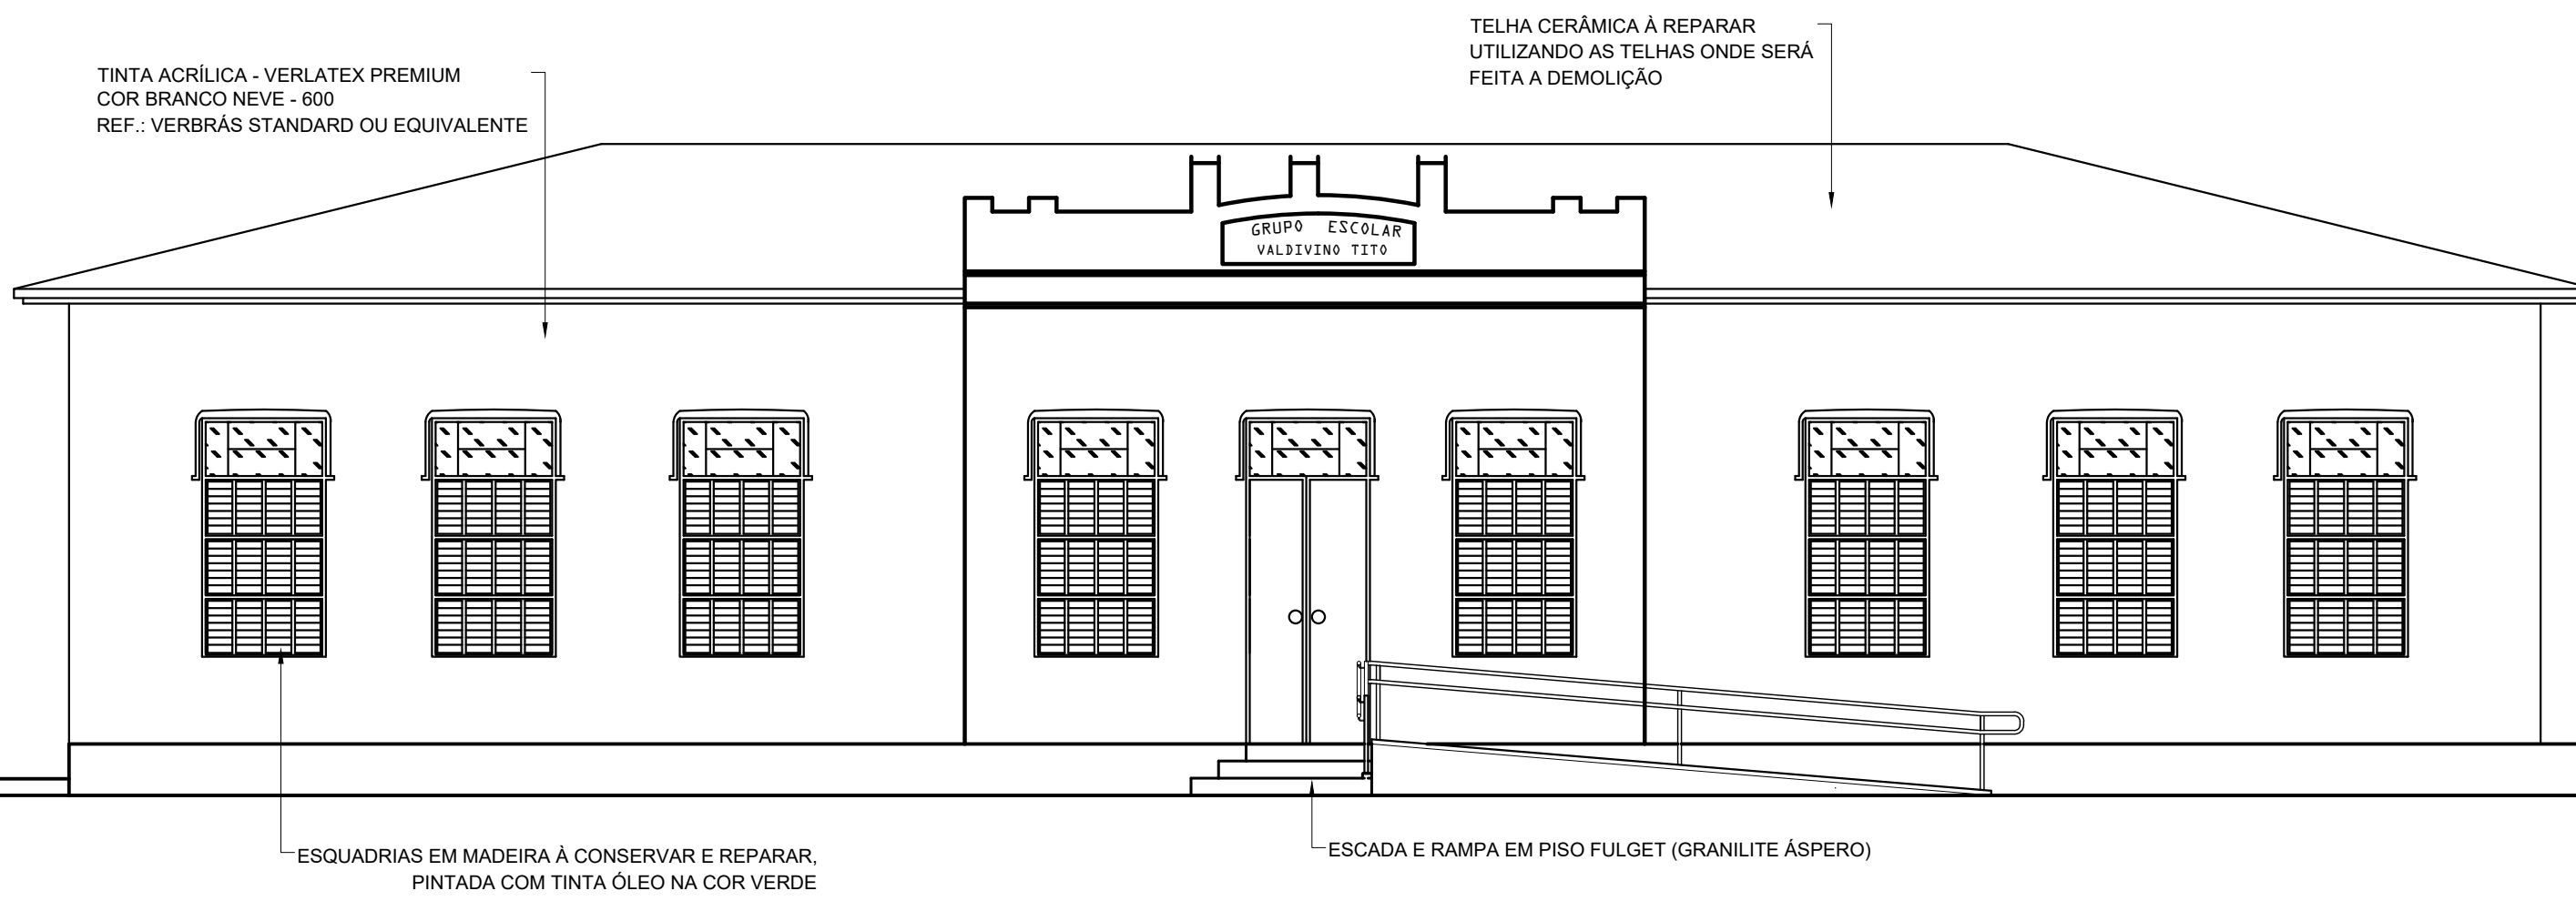 TINTA ACRÍLICA - VERLATEX PREMIUM
COR BRANCO NEVE - 600
REF.: VERBRÁS STANDARD OU EQUIVALENTE
TELHA CERÂMICA À REPARAR
UTILIZANDO AS TELHAS ONDE SERÁ
FEITA A DEMOLIÇÃO
GRUPO ESCOLAR
VALDIVINO TITO
ESQUADRIAS EM MADEIRA À CONSERVAR E REPARAR,
PINTADA COM TINTA ÓLEO NA COR VERDE
ESCADA E RAMPA EM PISO FULGET (GRANILITE ÁSPERO)